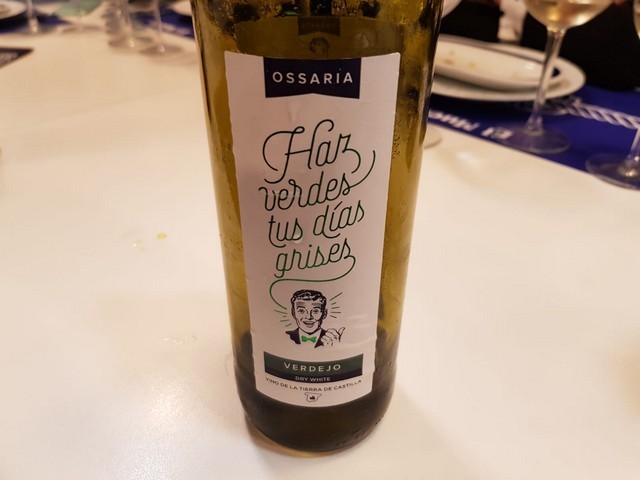 OSSARIA
Haz
verdes
tus días
grises
VERDEJO
DRY WHITE
VINO DE LA TIERRA DE CASTILLA